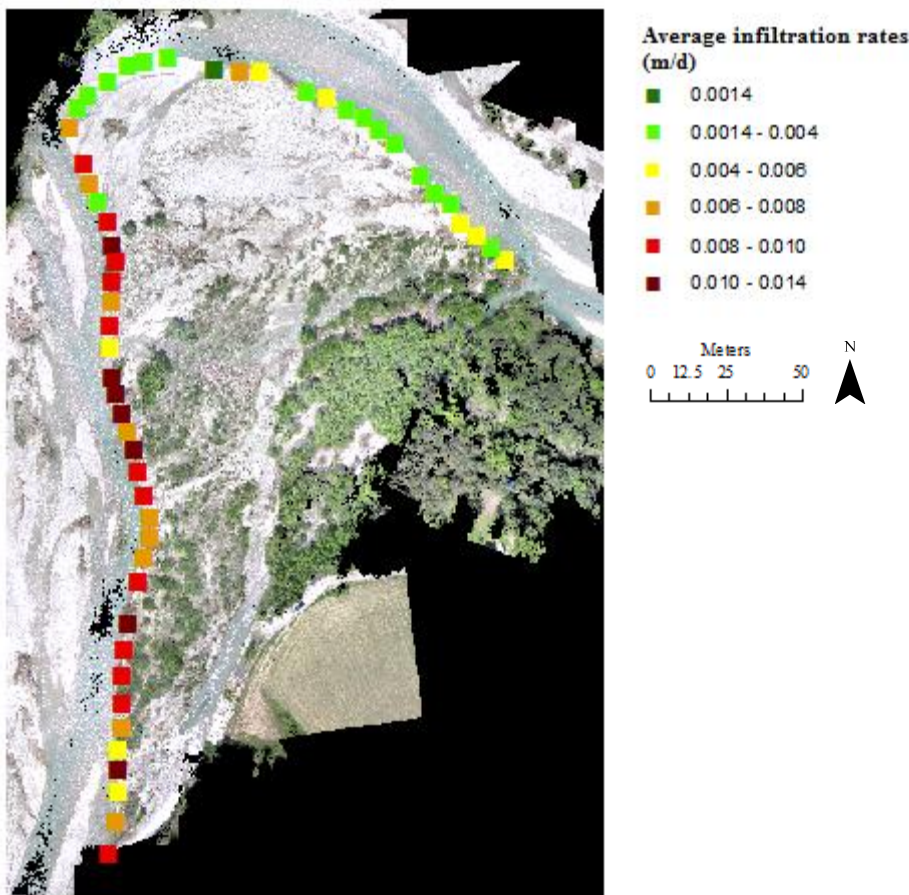 Average infiltration rates
(m/d)
0.0014
0.0014 - 0.004
0.004 - 0.006
0.006 - 0.008
0.008 - 0.010
0.010 - 0.014
Meters
0 12.5 25 50
N